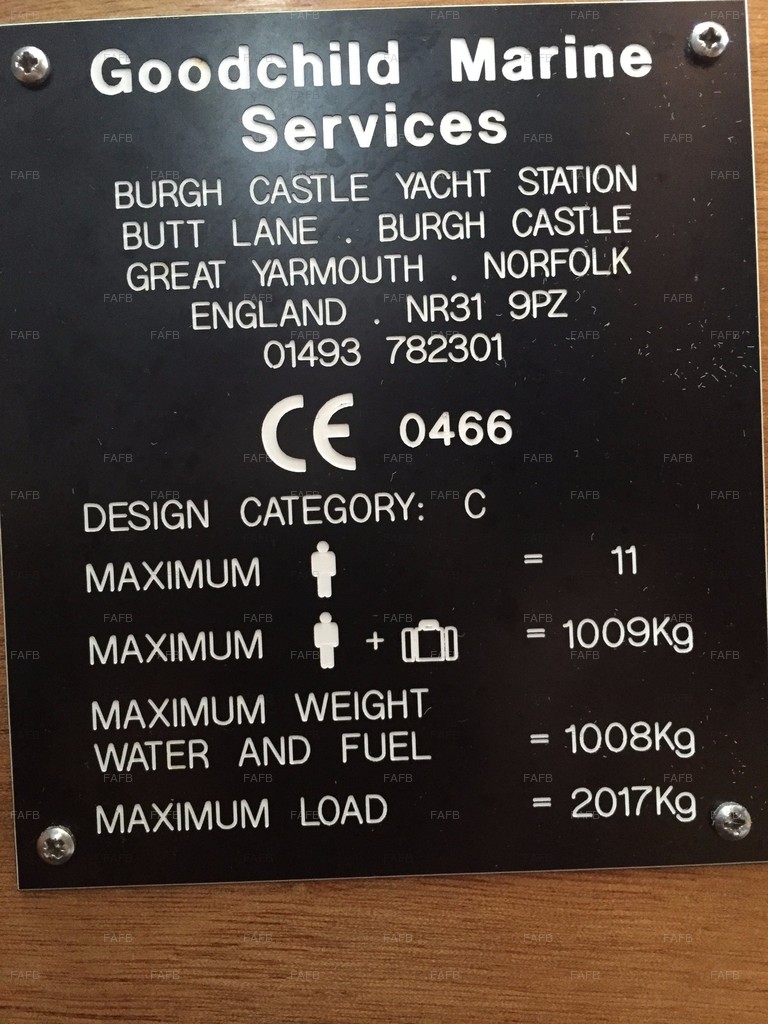 Goodchild Marine
Services
BURGH CASTLE YACHT STATION
BUTT LANE . BURGH CASTLE
GREAT YARMOUTH . NORFOLK
ENGLAND . NR31 9PZ
01493 782301
CE 0466
DESIGN CATEGORY: C
MAXIMUM = 11
MAXIMUM + = 1009Kg
MAXIMUM WEIGHT
WATER AND FUEL = 1008Kg
MAXIMUM LOAD = 2017Kg
FAFB